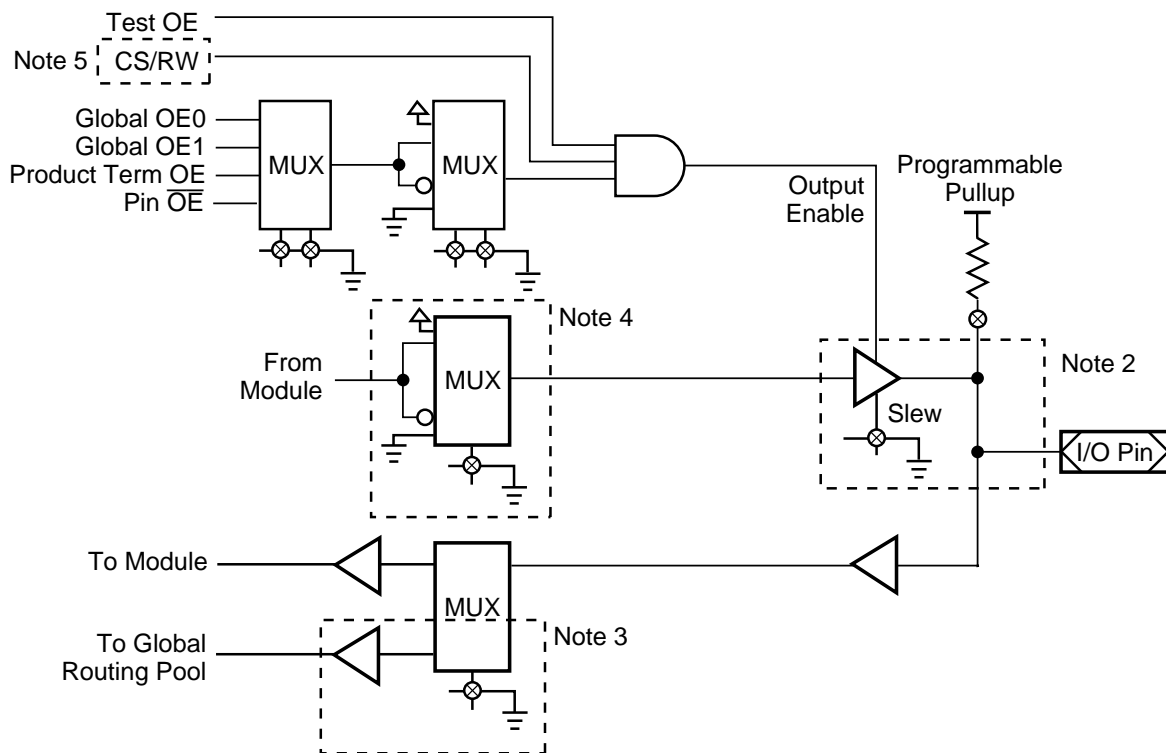 Test OE
Note 5
CS/RW
Global OE0
Global OE1
Product Term OE
Pin O̅E̅
MUX
MUX
Output
Enable
Programmable
Pullup
Note 4
From
Module
MUX
Note 2
Slew
I/O Pin
To Module
MUX
To Global
Routing Pool
Note 3